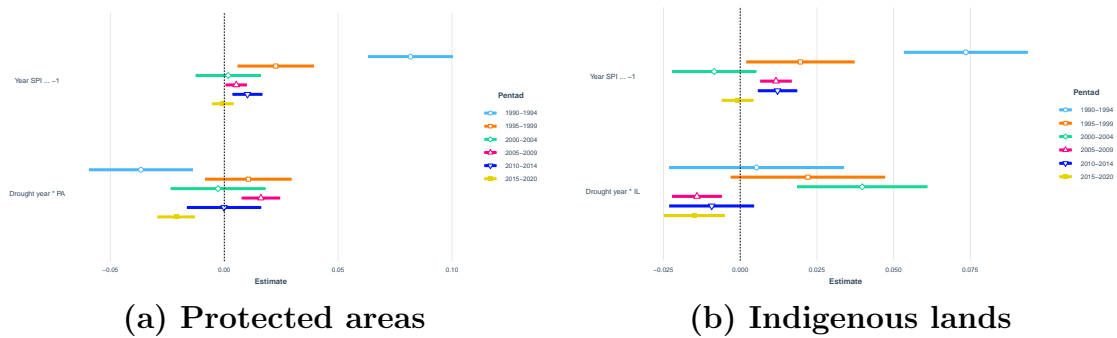 Year SPI ... −1
Drought year * PA
−0.05
0.00
0.05
0.10
Estimate
Pentad
1990−1994
1995−1999
2000−2004
2005−2009
2010−2014
2015−2020
(a) Protected areas
Year SPI ... −1
Drought year * IL
−0.025
0.000
0.025
0.050
0.075
Estimate
Pentad
1990−1994
1995−1999
2000−2004
2005−2009
2010−2014
2015−2020
(b) Indigenous lands